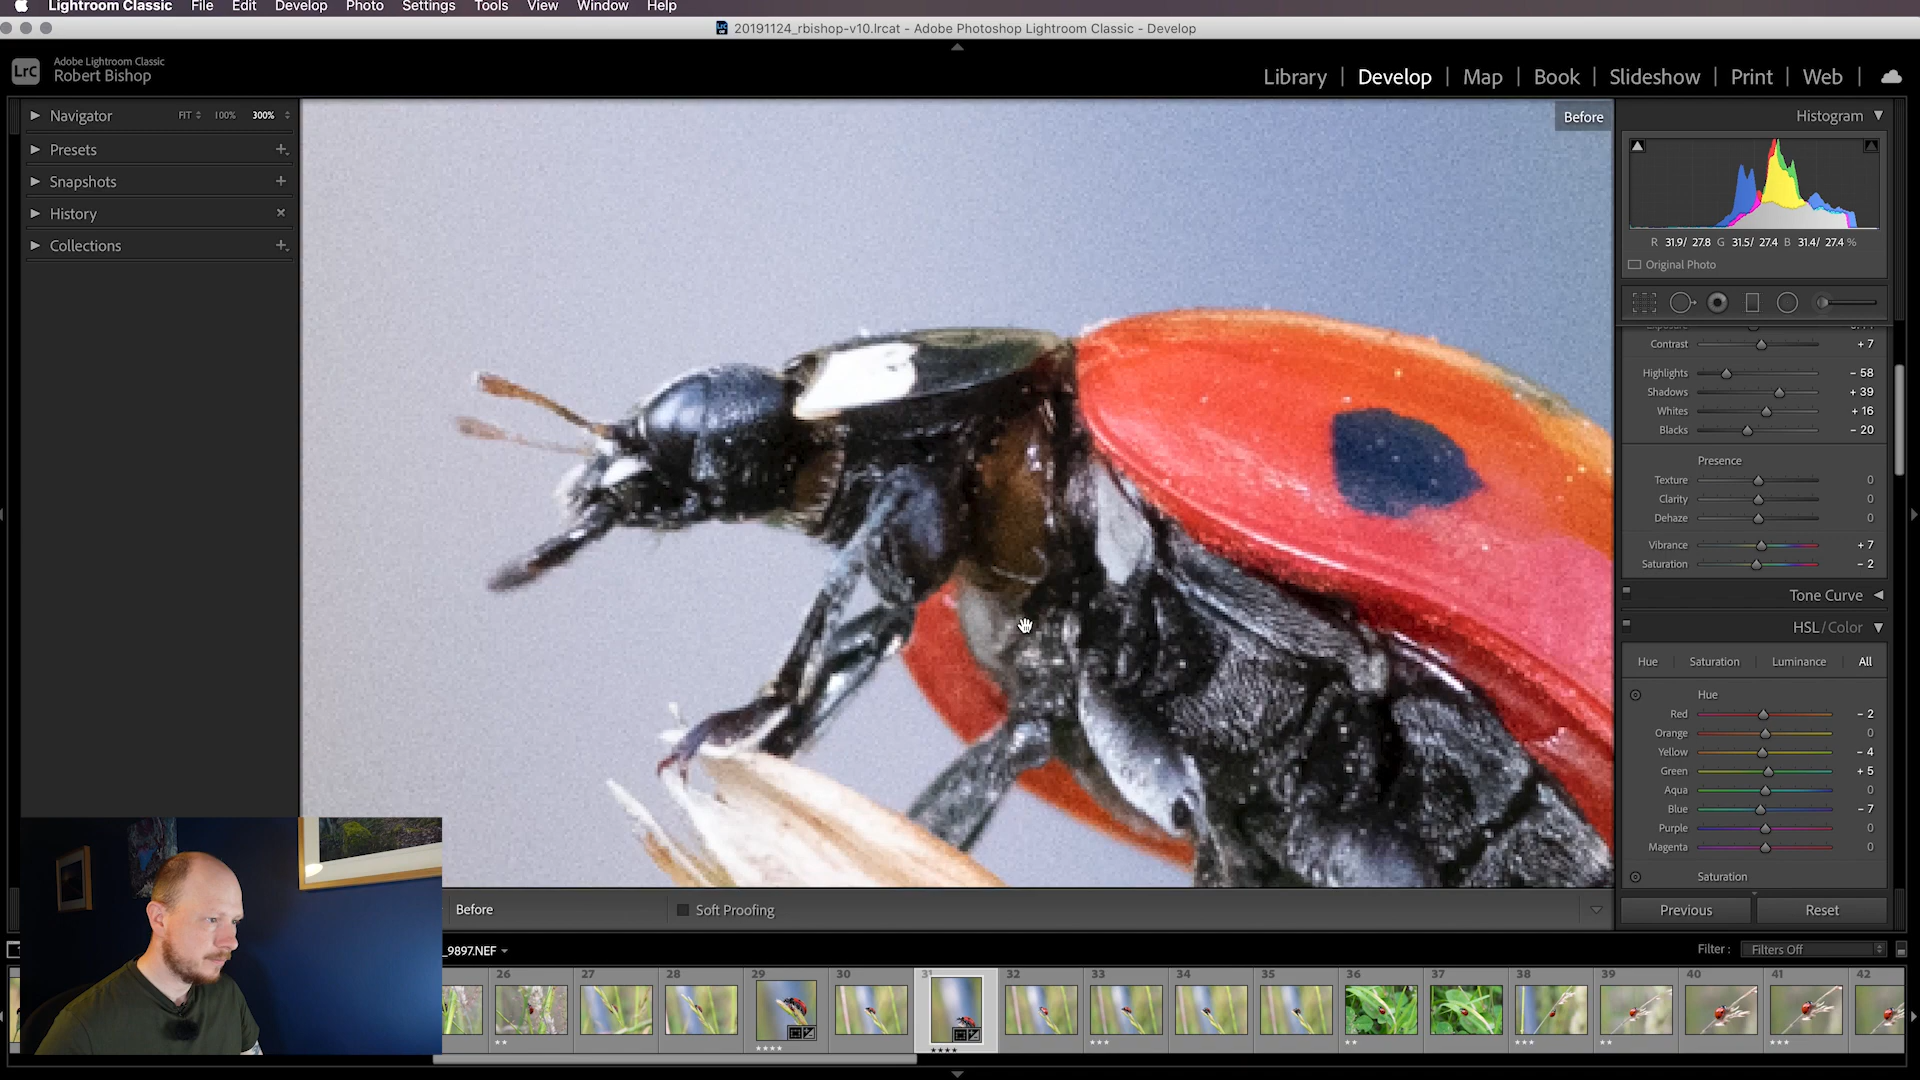 Lightroom Classic File Edit Develop Photo Settings Tools View Window Help
20191124_rbishop-v10.lrcat - Adobe Photoshop Lightroom Classic - Develop
LrC
Adobe Lightroom Classic
Robert Bishop
Library | Develop | Map | Book | Slideshow | Print | Web |
Navigator FIT 100% 300%
Presets
Snapshots
History
Collections
Before
Histogram
R 31.9/ 27.8 G 31.5/ 27.4 B 31.4/ 27.4 %
Original Photo
Contrast + 7
Highlights - 58
Shadows + 39
Whites + 16
Blacks - 20
Presence
Texture 0
Clarity 0
Dehaze 0
Vibrance + 7
Saturation - 2
Tone Curve
HSL / Color
Hue Saturation Luminance All
Hue
Red - 2
Orange 0
Yellow - 4
Green + 5
Aqua 0
Blue - 7
Purple 0
Magenta 0
Saturation
Previous Reset
Before Soft Proofing
_9897.NEF
Filter : Filters Off
26 27 28 29 30 31 32 33 34 35 36 37 38 39 40 41 42